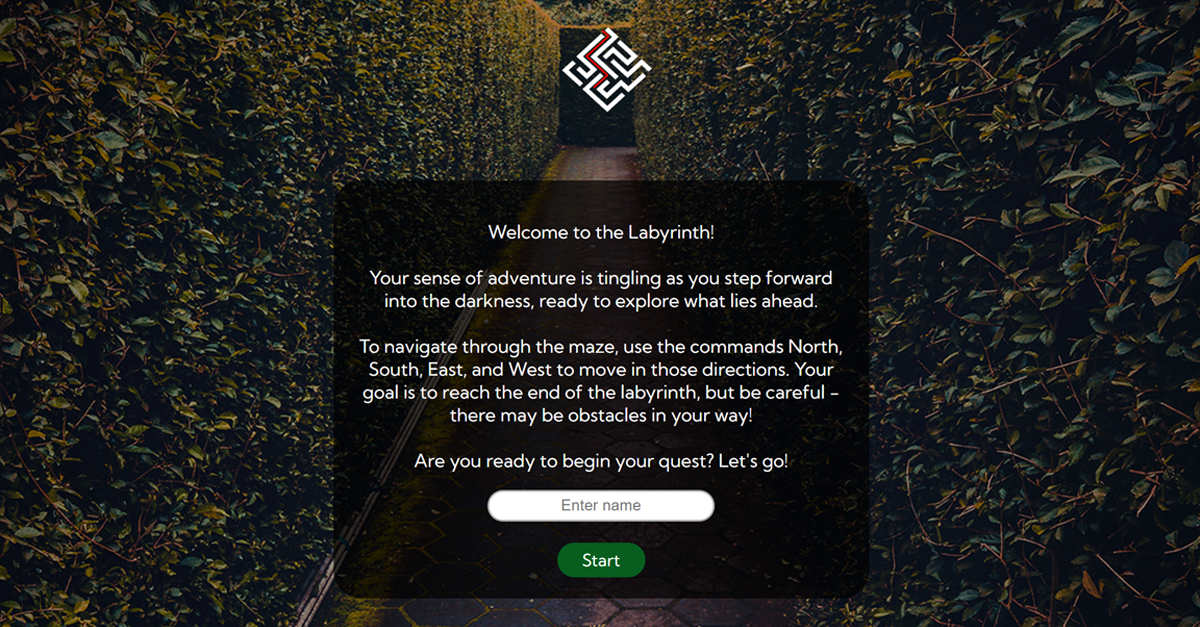 Welcome to the Labyrinth!
Your sense of adventure is tingling as you step forward
into the darkness, ready to explore what lies ahead.
To navigate through the maze, use the commands North,
South, East, and West to move in those directions. Your
goal is to reach the end of the labyrinth, but be careful -
there may be obstacles in your way!
Are you ready to begin your quest? Let's go!
Enter name
Start